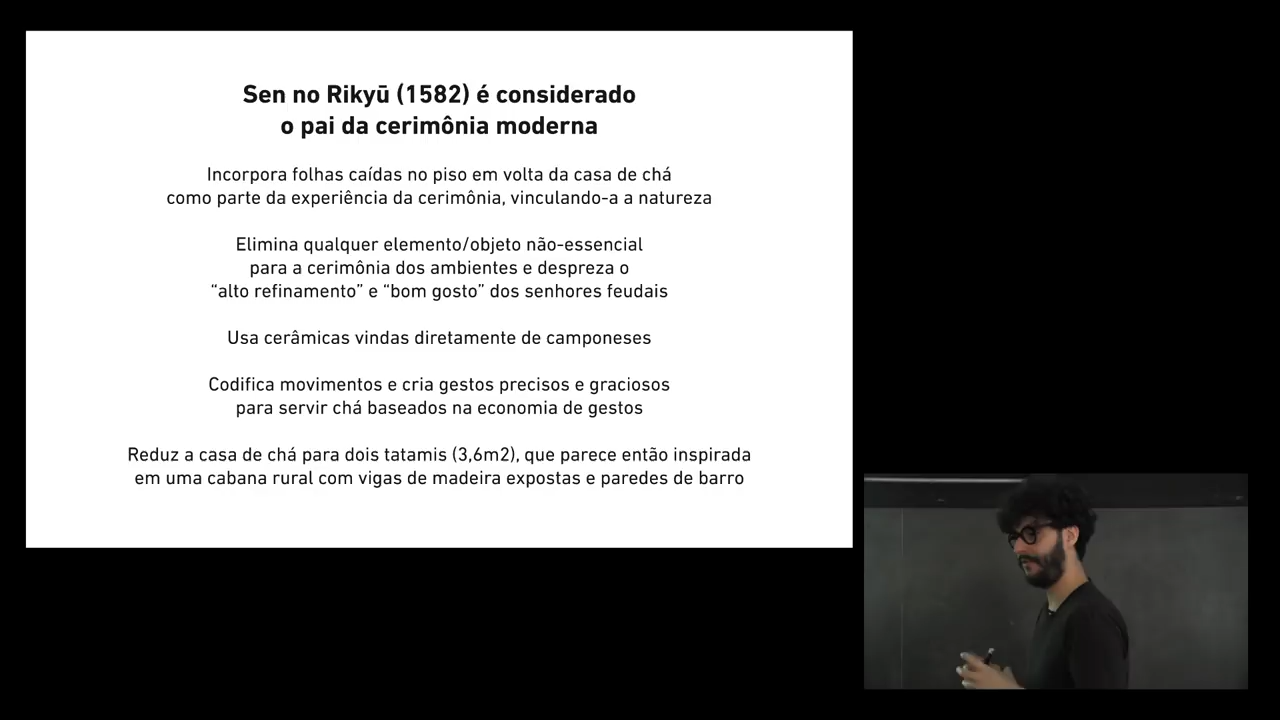 Sen no Rikyū (1582) é considerado
o pai da cerimônia moderna
Incorpora folhas caídas no piso em volta da casa de chá
como parte da experiência da cerimônia, vinculando-a a natureza
Elimina qualquer elemento/objeto não-essencial
para a cerimônia dos ambientes e despreza o
“alto refinamento” e “bom gosto” dos senhores feudais
Usa cerâmicas vindas diretamente de camponeses
Codifica movimentos e cria gestos precisos e graciosos
para servir chá baseados na economia de gestos
Reduz a casa de chá para dois tatamis (3,6m2), que parece então inspirada
em uma cabana rural com vigas de madeira expostas e paredes de barro